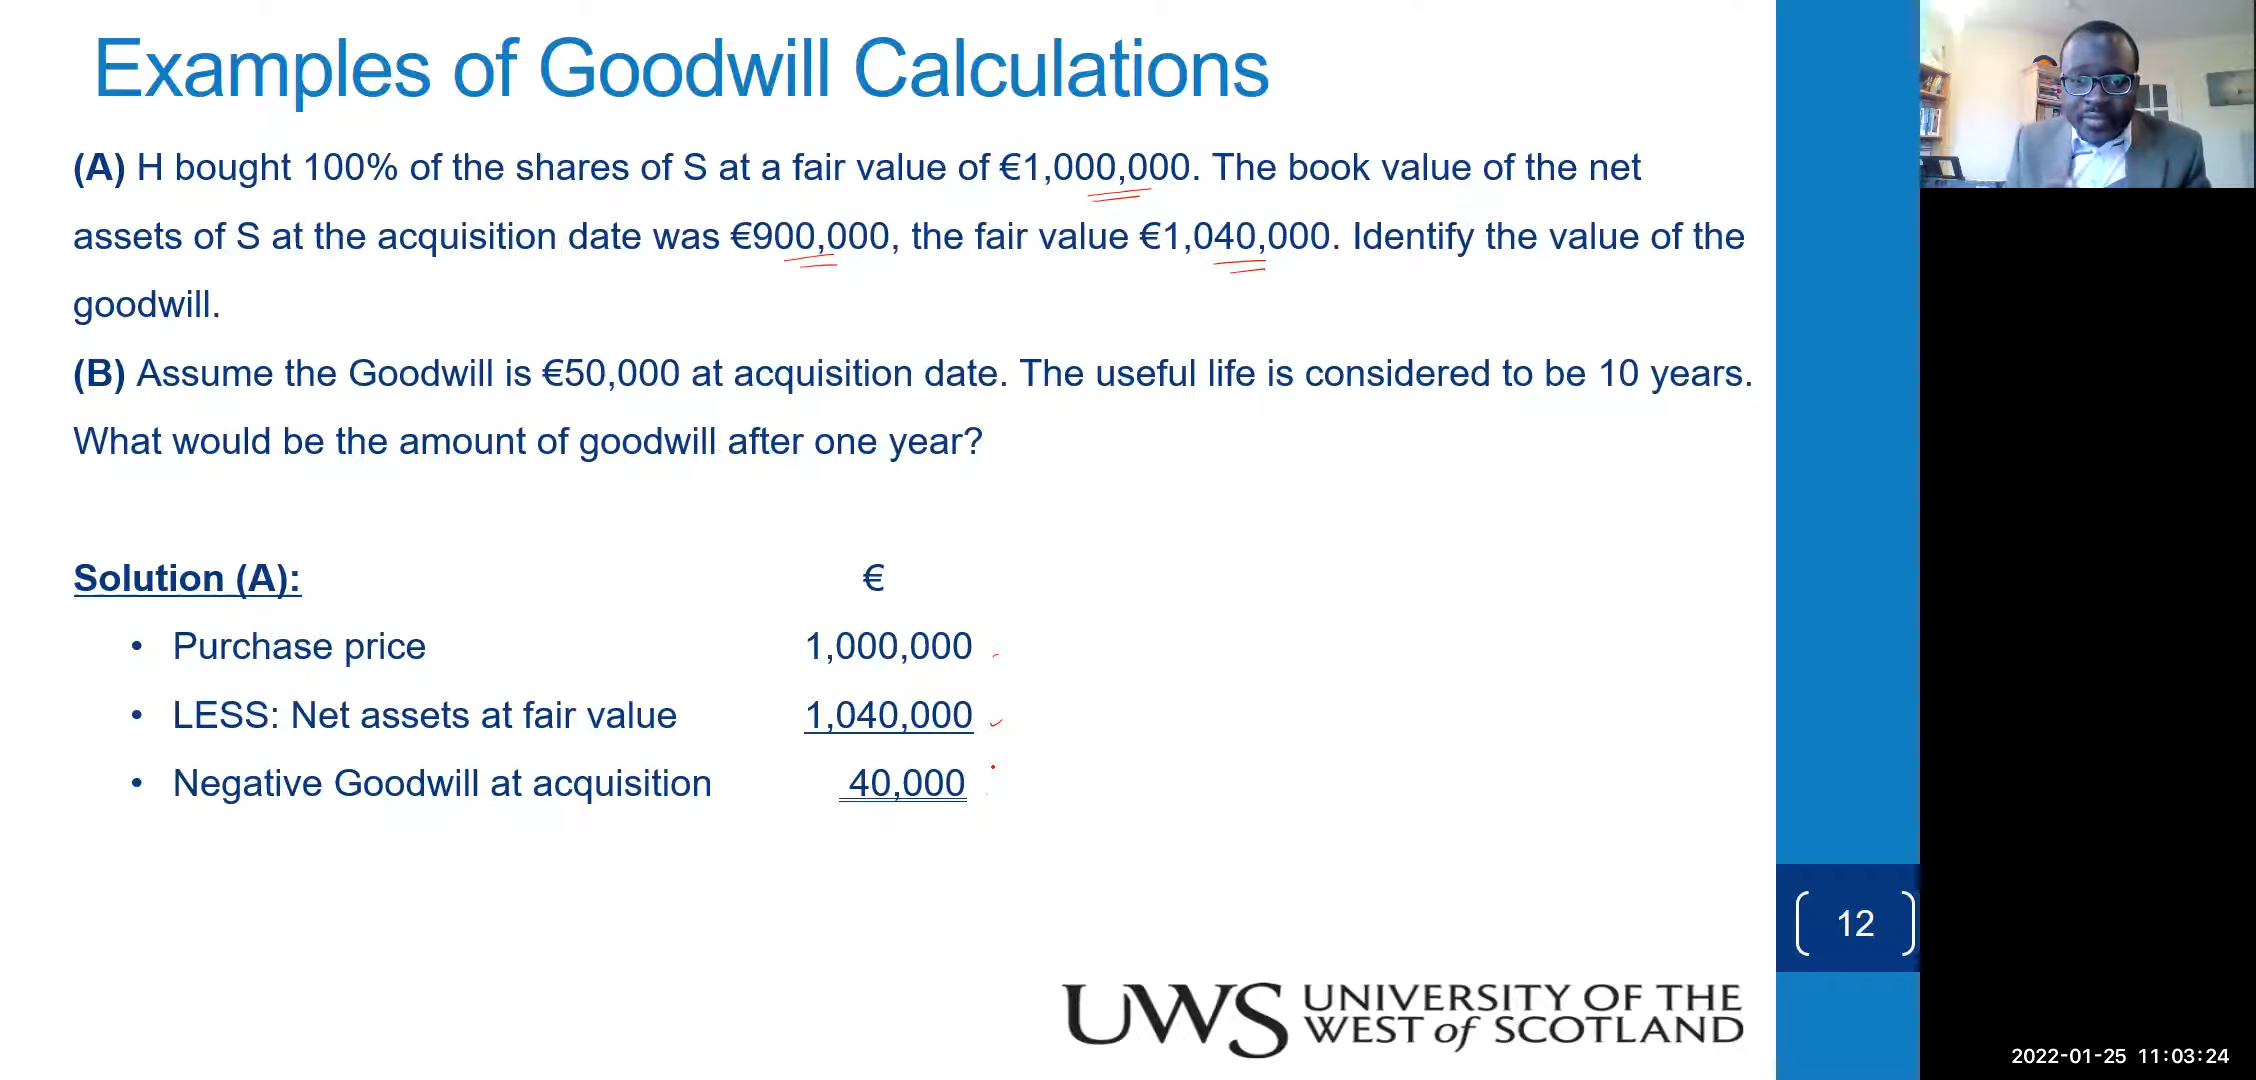 Examples of Goodwill Calculations
(A) H bought 100% of the shares of S at a fair value of €1,000,000. The book value of the net
assets of S at the acquisition date was €900,000, the fair value €1,040,000. Identify the value of the
goodwill.
(B) Assume the Goodwill is €50,000 at acquisition date. The useful life is considered to be 10 years.
What would be the amount of goodwill after one year?
Solution (A): €
• Purchase price 1,000,000
• LESS: Net assets at fair value 1,040,000
• Negative Goodwill at acquisition 40,000
12
UWS UNIVERSITY OF THE
WEST of SCOTLAND
2022-01-25 11:03:24